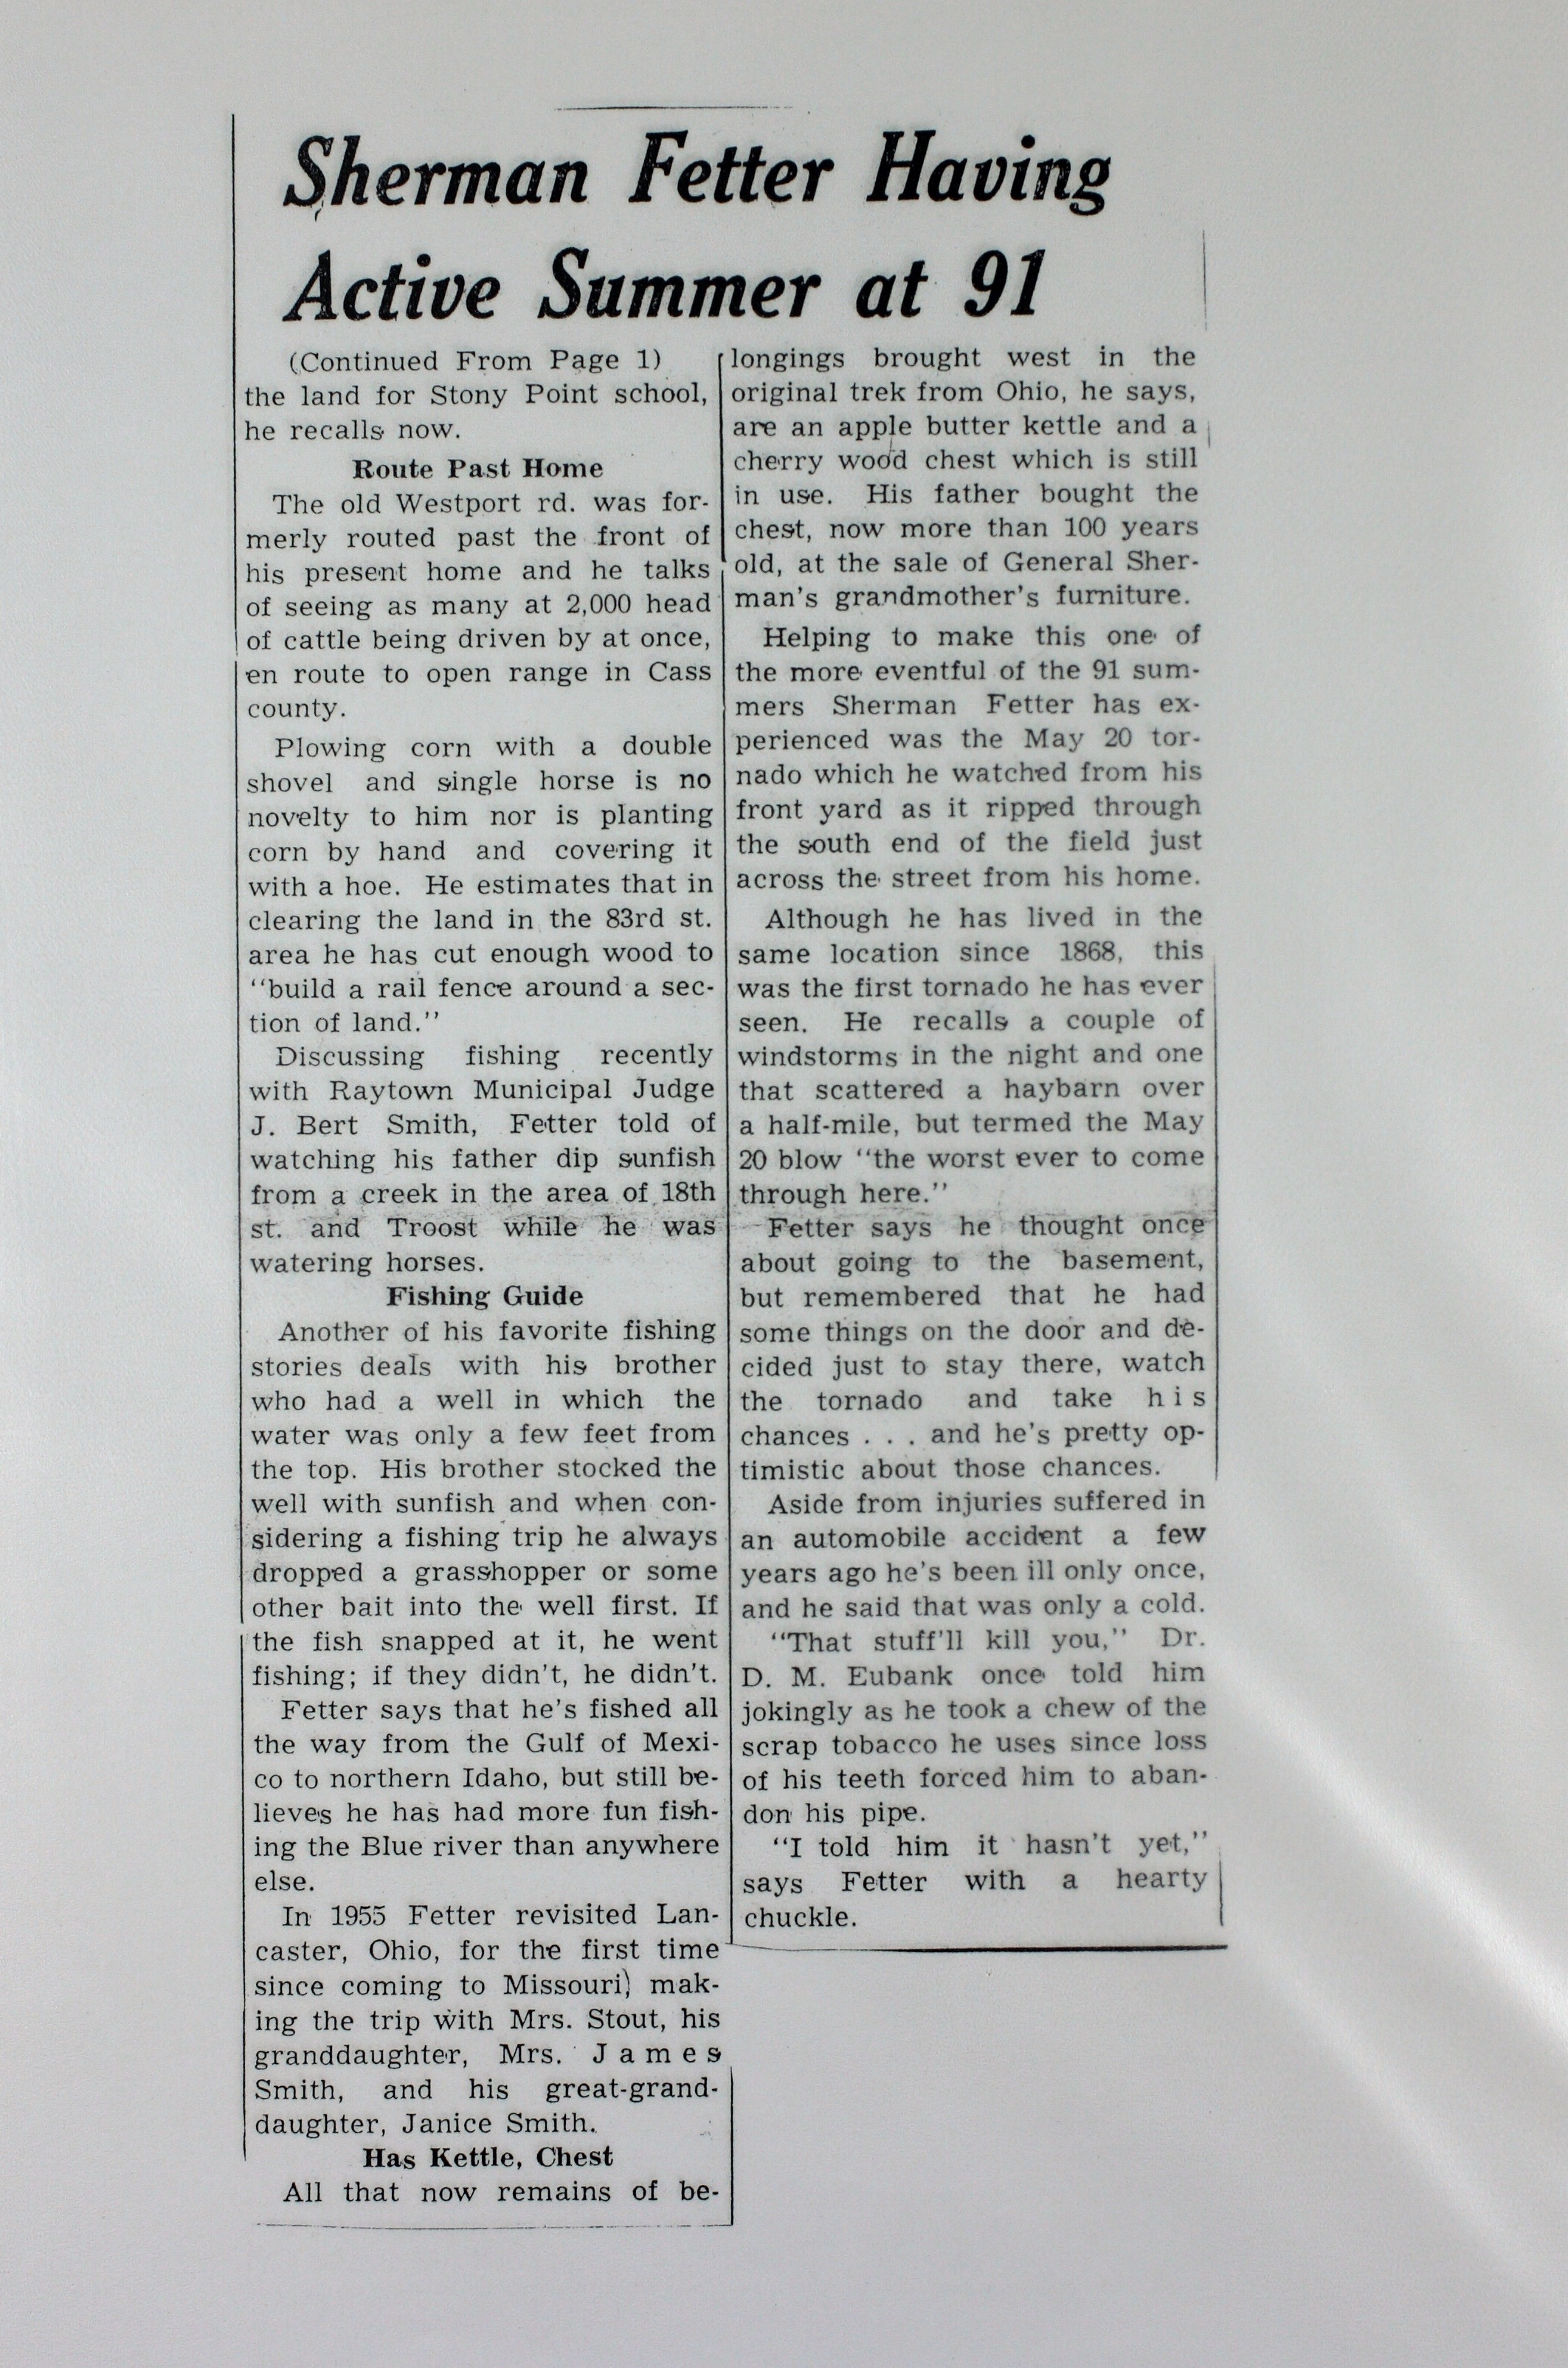 Sherman Fetter Having
Active Summer at 91
(Continued From Page 1)
the land for Stony Point school,
he recalls now.
Route Past Home
The old Westport rd. was for-
merly routed past the front of
his present home and he talks
of seeing as many at 2,000 head
of cattle being driven by at once,
en route to open range in Cass
county.
Plowing corn with a double
shovel and single horse is no
novelty to him nor is planting
corn by hand and covering it
with a hoe. He estimates that in
clearing the land in the 83rd st.
area he has cut enough wood to
"build a rail fence around a sec-
tion of land."
Discussing fishing recently
with Raytown Municipal Judge
J. Bert Smith, Fetter told of
watching his father dip sunfish
from a creek in the area of 18th
st. and Troost while he was
watering horses.
Fishing Guide
Another of his favorite fishing
stories deals with his brother
who had a well in which the
water was only a few feet from
the top. His brother stocked the
well with sunfish and when con-
sidering a fishing trip he always
dropped a grasshopper or some
other bait into the well first. If
the fish snapped at it, he went
fishing; if they didn't, he didn't.
Fetter says that he's fished all
the way from the Gulf of Mexi-
co to northern Idaho, but still be-
lieves he has had more fun fish-
ing the Blue river than anywhere
else.
In 1955 Fetter revisited Lan-
caster, Ohio, for the first time
since coming to Missouri) mak-
ing the trip with Mrs. Stout, his
granddaughter, Mrs. James
Smith, and his great-grand-
daughter, Janice Smith.
Has Kettle, Chest
All that now remains of be-
longings brought west in the
original trek from Ohio, he says,
are an apple butter kettle and a
cherry wood chest which is still
in use. His father bought the
chest, now more than 100 years
old, at the sale of General Sher-
man's grandmother's furniture.
Helping to make this one of
the more eventful of the 91 sum-
mers Sherman Fetter has ex-
perienced was the May 20 tor-
nado which he watched from his
front yard as it ripped through
the south end of the field just
across the street from his home.
Although he has lived in the
same location since 1868, this
was the first tornado he has ever
seen. He recalls a couple of
windstorms in the night and one
that scattered a haybarn over
a half-mile, but termed the May
20 blow "the worst ever to come
through here."
Fetter says he thought once
about going to the basement,
but remembered that he had
some things on the door and de-
cided just to stay there, watch
the tornado and take his
chances . . . and he's pretty op-
timistic about those chances.
Aside from injuries suffered in
an automobile accident a few
years ago he's been ill only once,
and he said that was only a cold.
"That stuff'll kill you," Dr.
D. M. Eubank once told him
jokingly as he took a chew of the
scrap tobacco he uses since loss
of his teeth forced him to aban-
don his pipe.
"I told him it hasn't yet,"
says Fetter with a hearty
chuckle.